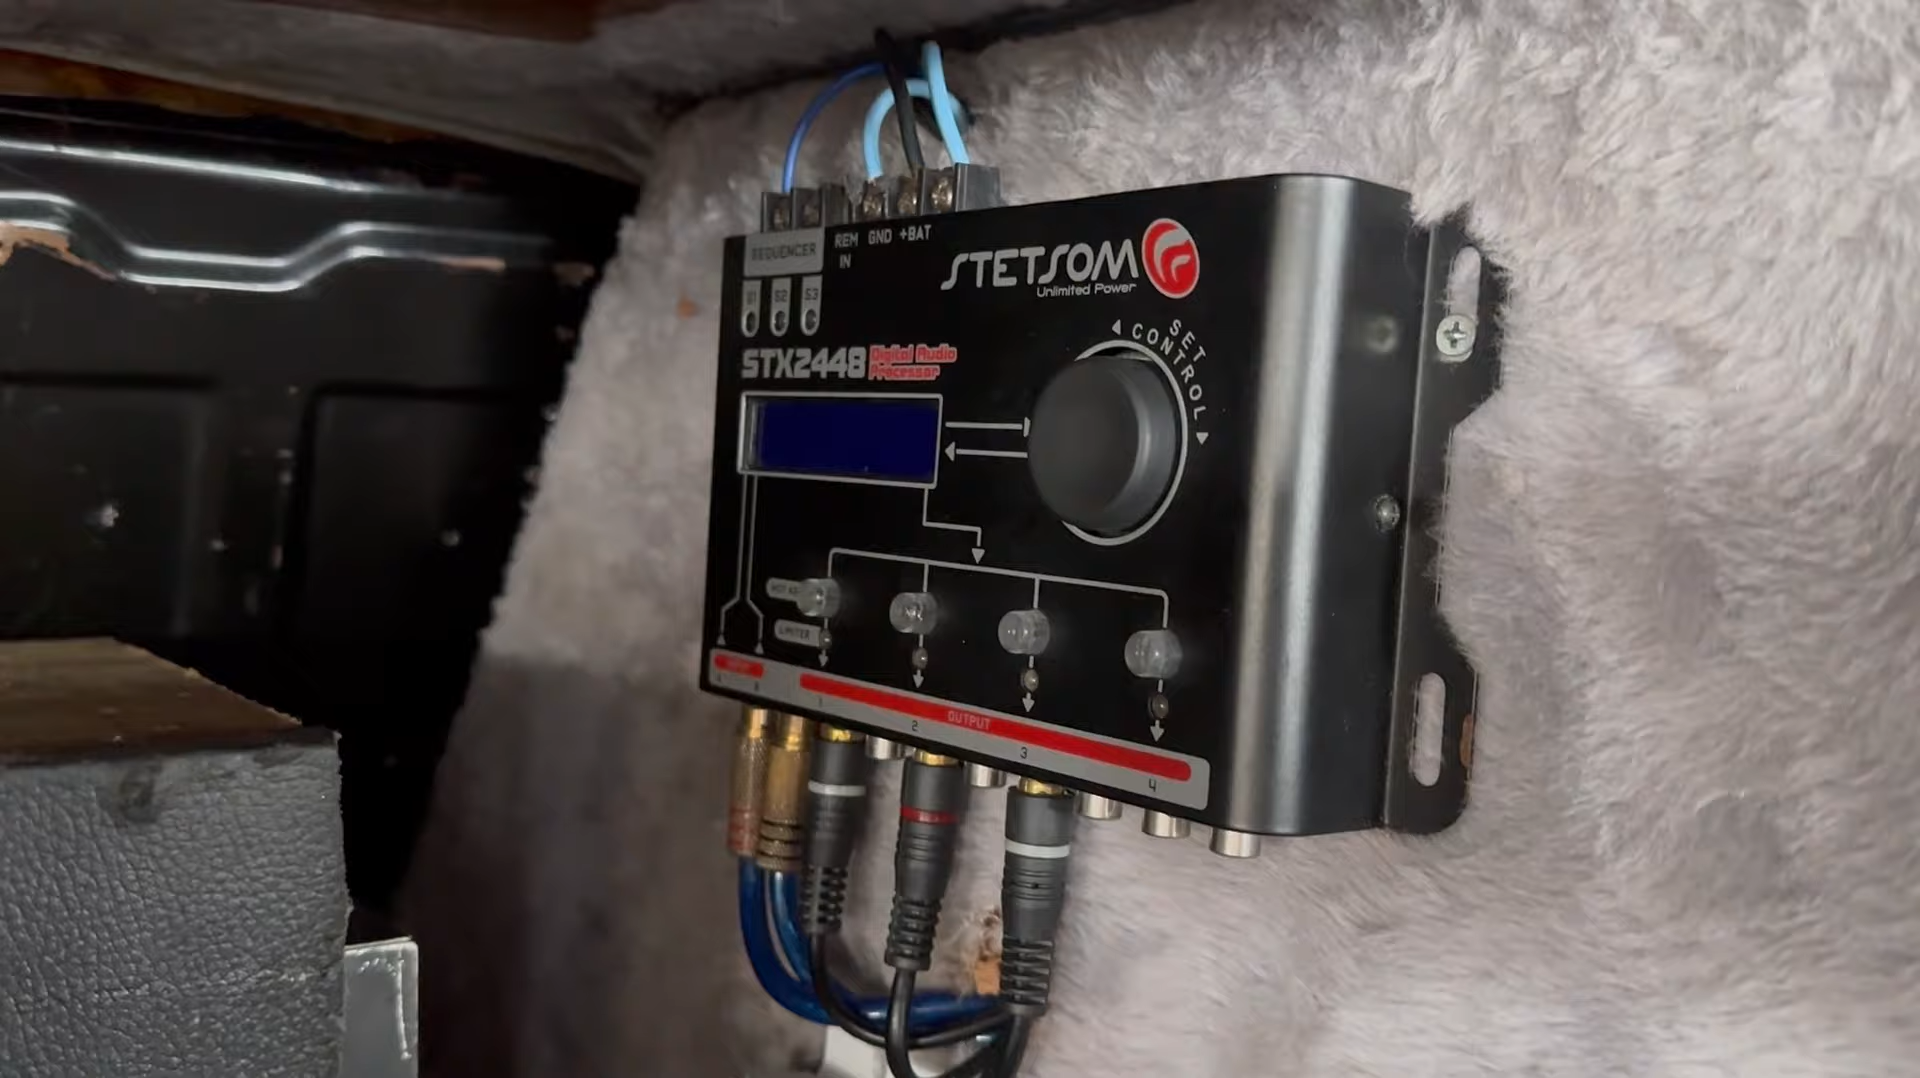 SEQUENCER
REM GND +BAT
IN
S1 S2 S3
STETSOM
Unlimited Power
SET
CONTROL
STX2448 Digital Audio
Processor
LIMITER
INPUT
A B
OUTPUT
1 2 3 4